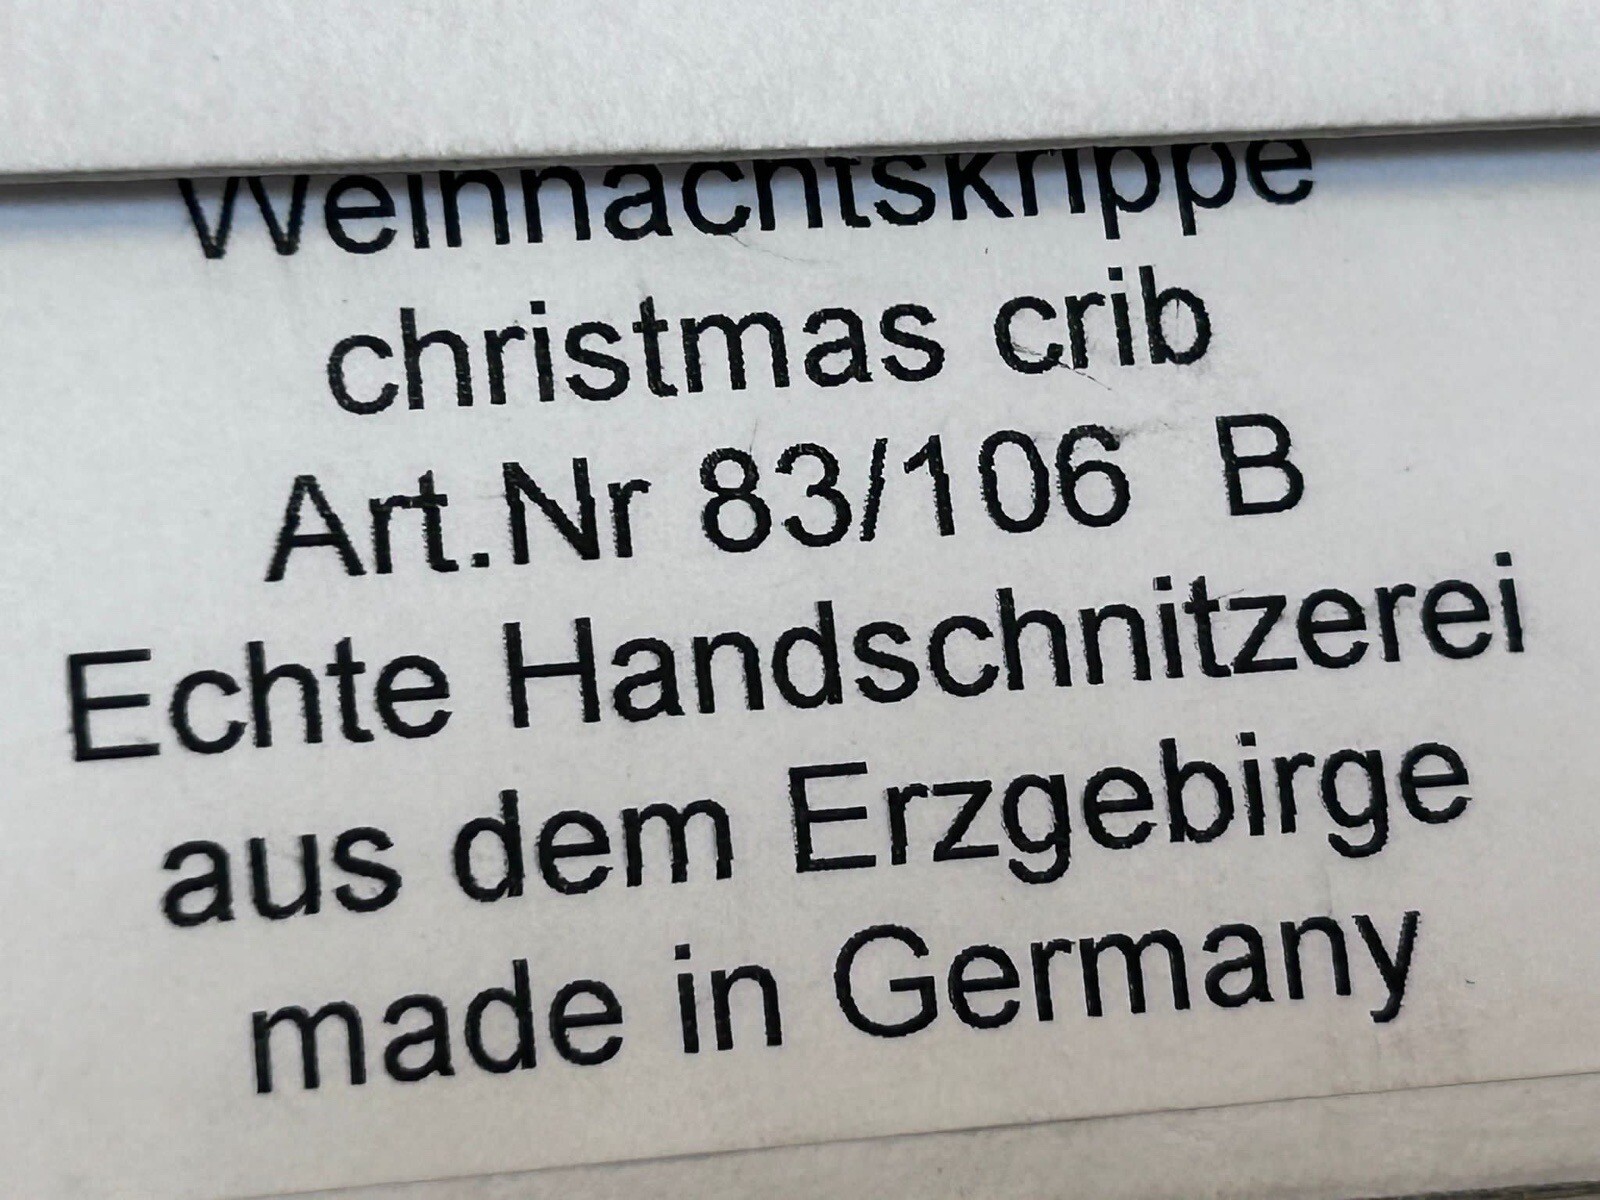 Weihnachtskrippe
christmas crib
Art.Nr 83/106 B
Echte Handschnitzerei
aus dem Erzgebirge
made in Germany